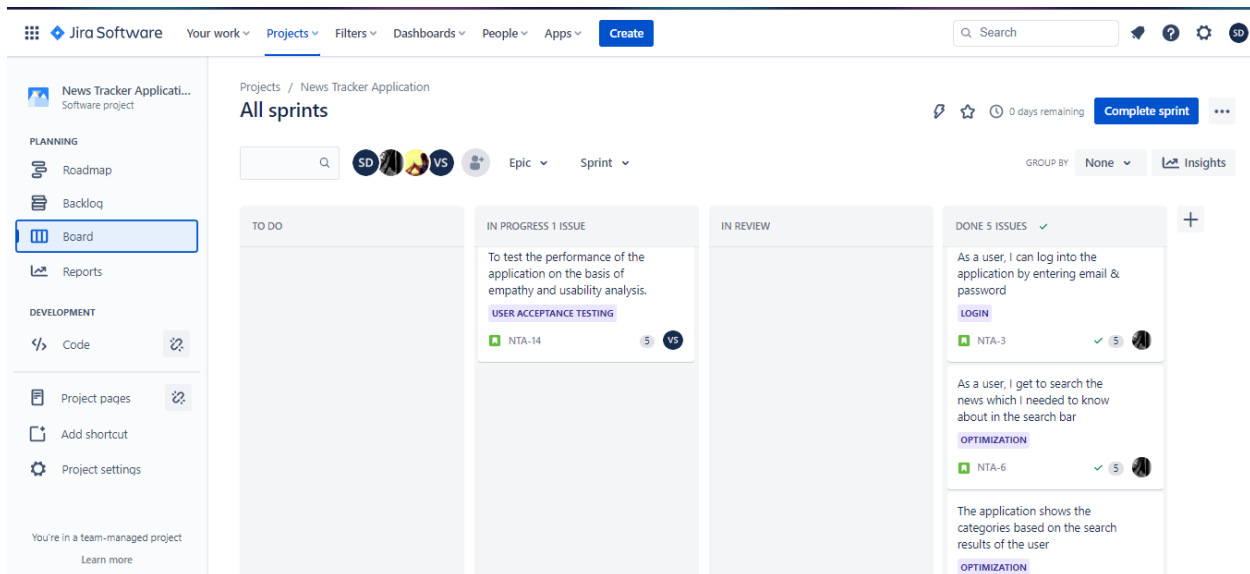 Jira Software Your work Projects Filters Dashboards People Apps Create Search SD
News Tracker Applicati...
Software project
PLANNING
Roadmap
Backlog
Board
Reports
DEVELOPMENT
Code
Project pages
Add shortcut
Project settings
You're in a team-managed project
Learn more
Projects / News Tracker Application
All sprints
0 days remaining Complete sprint
SD VS Epic Sprint GROUP BY None Insights
TO DO
IN PROGRESS 1 ISSUE
To test the performance of the
application on the basis of
empathy and usability analysis.
USER ACCEPTANCE TESTING
NTA-14 5 VS
IN REVIEW
DONE 5 ISSUES
As a user, I can log into the
application by entering email &
password
LOGIN
NTA-3 5
As a user, I get to search the
news which I needed to know
about in the search bar
OPTIMIZATION
NTA-6 5
The application shows the
categories based on the search
results of the user
OPTIMIZATION